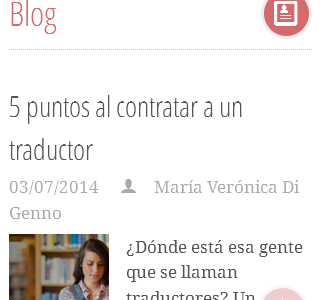 Blog
5 puntos al contratar a un
traductor
03/07/2014 María Verónica Di
Genno
¿Dónde está esa gente
que se llaman
traductores? Un